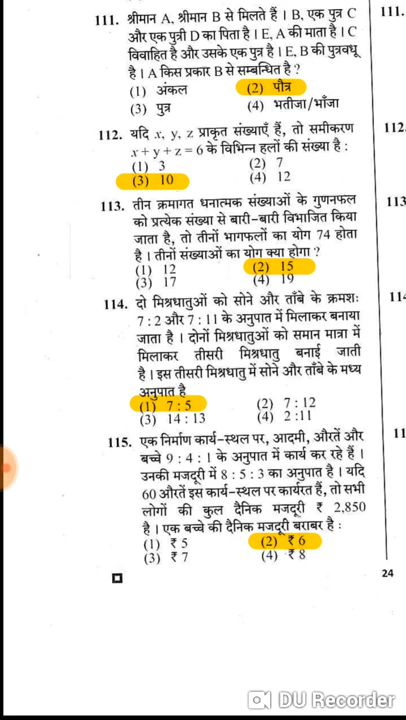 111. श्रीमान A, श्रीमान B से मिलते हैं । B, एक पुत्र C
और एक पुत्री D का पिता है । E, A की माता है । C
विवाहित है और उसके एक पुत्र है । E, B की पुत्रवधू
है । A किस प्रकार B से सम्बन्धित है ?
(1) अंकल (2) पौत्र
(3) पुत्र (4) भतीजा/भाँजा
112. यदि x, y, z प्राकृत संख्याएँ हैं, तो समीकरण
x + y + z = 6 के विभिन्न हलों की संख्या है :
(1) 3 (2) 7
(3) 10 (4) 12
113. तीन क्रमागत धनात्मक संख्याओं के गुणनफल
को प्रत्येक संख्या से बारी-बारी विभाजित किया
जाता है, तो तीनों भागफलों का योग 74 होता
है । तीनों संख्याओं का योग क्या होगा ?
(1) 12 (2) 15
(3) 17 (4) 19
114. दो मिश्रधातुओं को सोने और ताँबे के क्रमशः
7 : 2 और 7 : 11 के अनुपात में मिलाकर बनाया
जाता है । दोनों मिश्रधातुओं को समान मात्रा में
मिलाकर तीसरी मिश्रधातु बनाई जाती
है । इस तीसरी मिश्रधातु में सोने और ताँबे के मध्य
अनुपात है
(1) 7 : 5 (2) 7 : 12
(3) 14 : 13 (4) 2 : 11
115. एक निर्माण कार्य-स्थल पर, आदमी, औरतें और
बच्चे 9 : 4 : 1 के अनुपात में कार्य कर रहे हैं ।
उनकी मजदूरी में 8 : 5 : 3 का अनुपात है । यदि
60 औरतें इस कार्य-स्थल पर कार्यरत हैं, तो सभी
लोगों की कुल दैनिक मजदूरी ₹ 2,850
है । एक बच्चे की दैनिक मजदूरी बराबर है :
(1) ₹ 5 (2) ₹ 6
(3) ₹ 7 (4) ₹ 8
24
111.
112.
113
11
DU Recorder